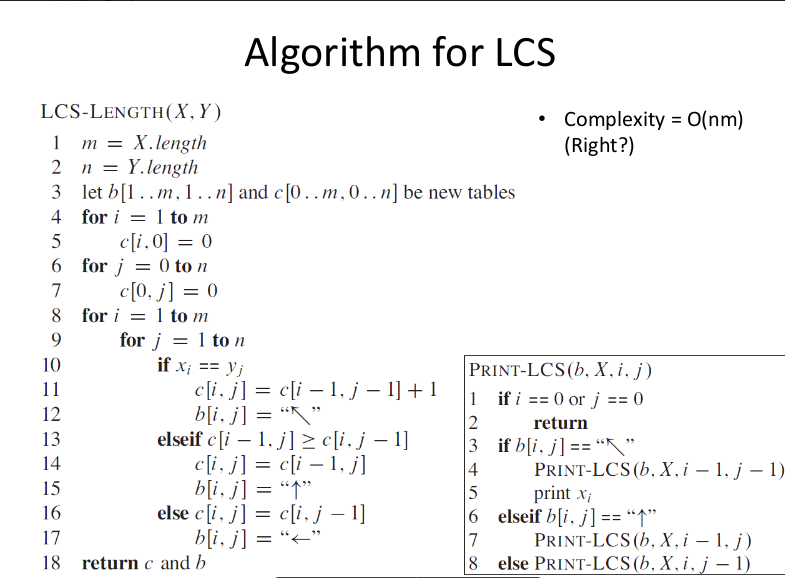 Algorithm for LCS
LCS-LENGTH(X, Y)
1 m = X.length
2 n = Y.length
3 let b[1..m, 1..n] and c[0..m, 0..n] be new tables
4 for i = 1 to m
5 c[i, 0] = 0
6 for j = 0 to n
7 c[0, j] = 0
8 for i = 1 to m
9 for j = 1 to n
10 if xᵢ == yⱼ
11 c[i, j] = c[i − 1, j − 1] + 1
12 b[i, j] = “↖”
13 elseif c[i − 1, j] ≥ c[i, j − 1]
14 c[i, j] = c[i − 1, j]
15 b[i, j] = “↑”
16 else c[i, j] = c[i, j − 1]
17 b[i, j] = “←”
18 return c and b
• Complexity = O(nm)
(Right?)
PRINT-LCS(b, X, i, j)
1 if i == 0 or j == 0
2 return
3 if b[i, j] == “↖”
4 PRINT-LCS(b, X, i − 1, j − 1)
5 print xᵢ
6 elseif b[i, j] == “↑”
7 PRINT-LCS(b, X, i − 1, j)
8 else PRINT-LCS(b, X, i, j − 1)